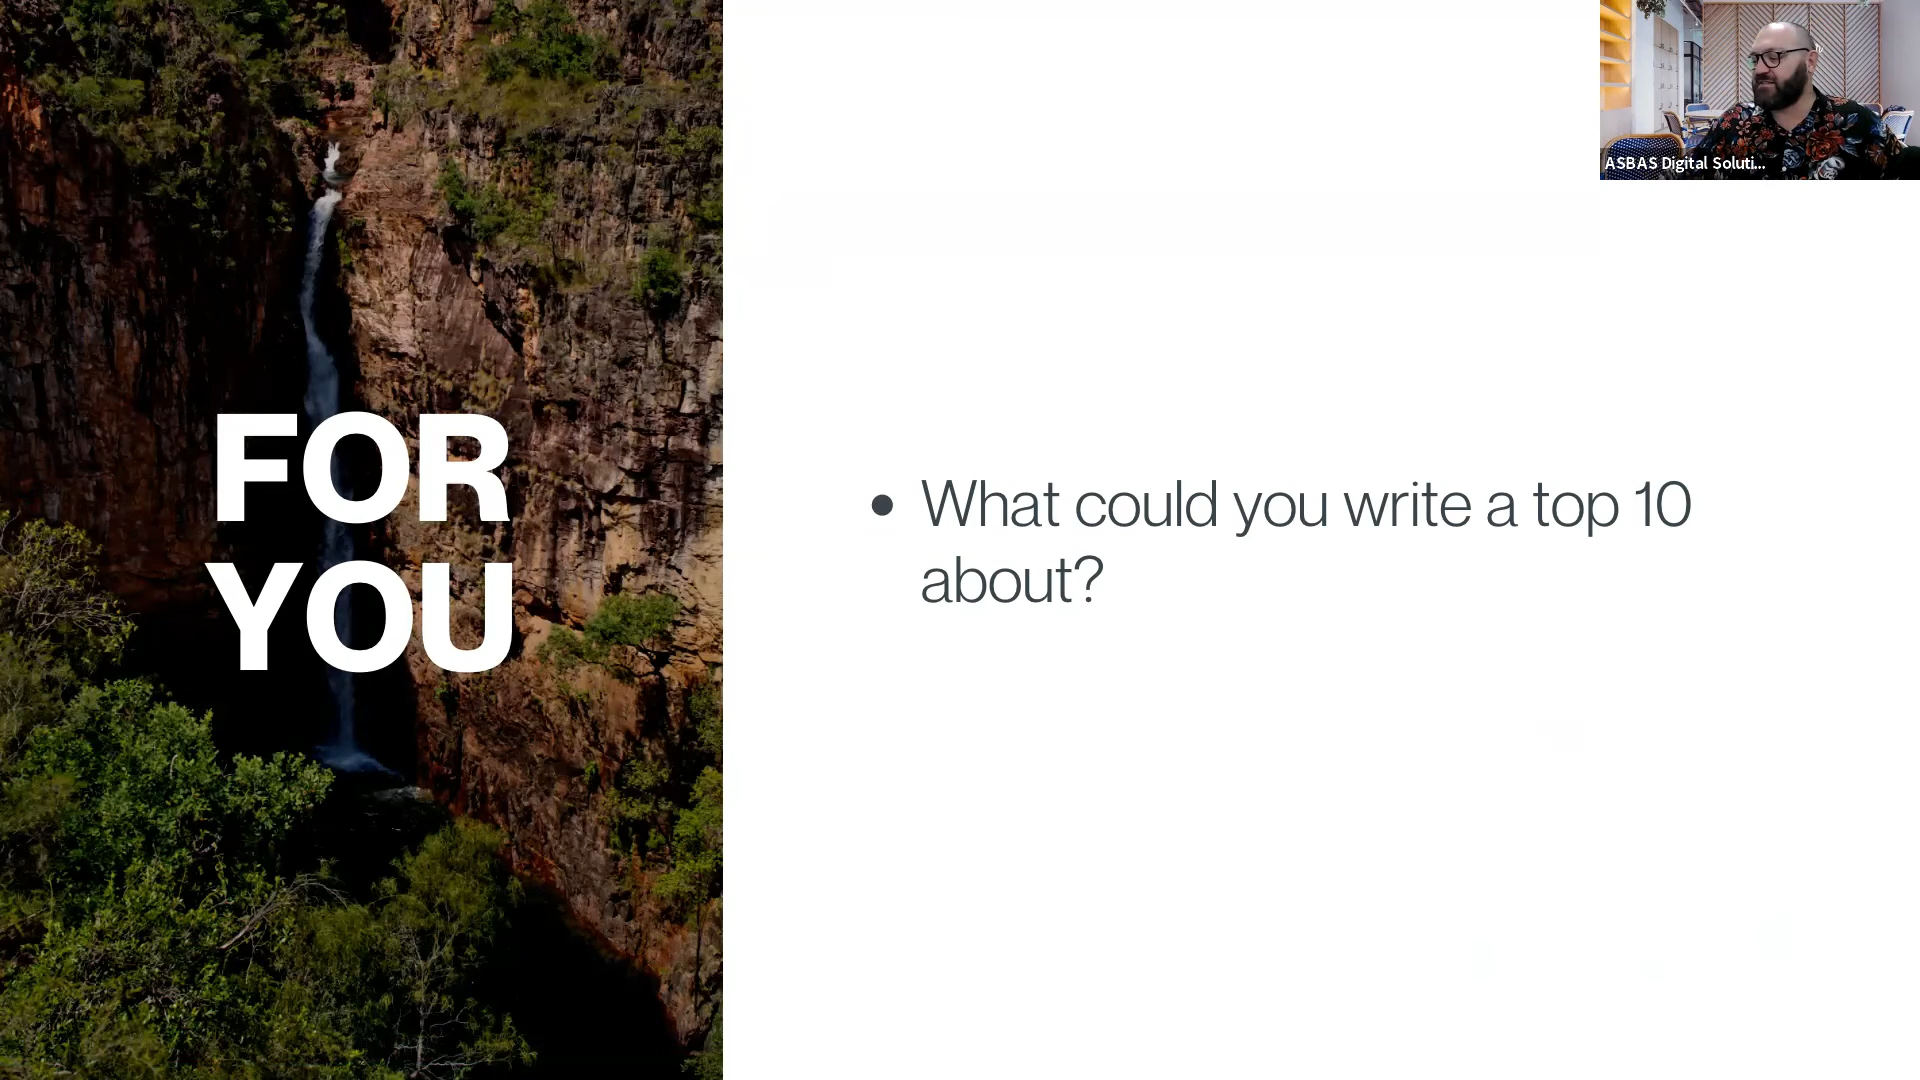 FOR
YOU
• What could you write a top 10
about?
ASBAS Digital Soluti...